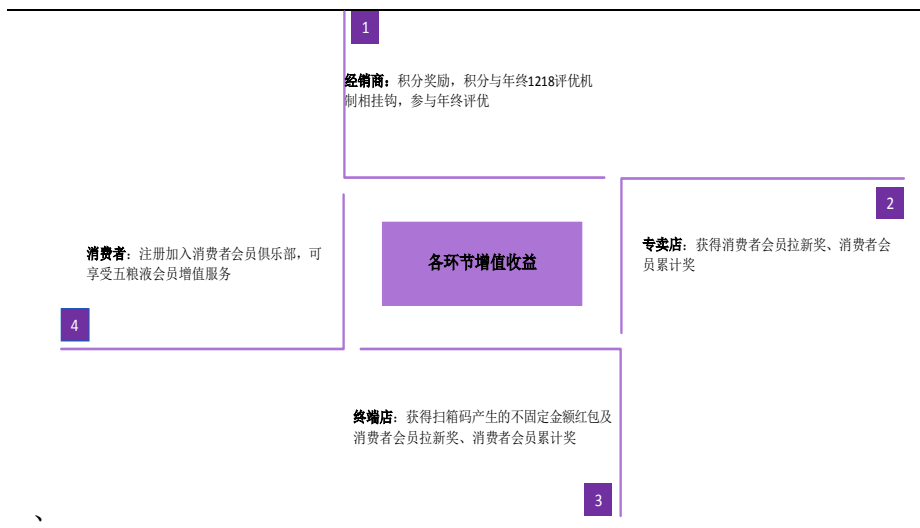 1
经销商：积分奖励，积分与年终1218评优机
制相挂钩，参与年终评优
2
专卖店：获得消费者会员拉新奖、消费者会
员累计奖
各环节增值收益
消费者：注册加入消费者会员俱乐部，可
享受五粮液会员增值服务
4
终端店：获得扫箱码产生的不固定金额红包及
消费者会员拉新奖、消费者会员累计奖
3
、